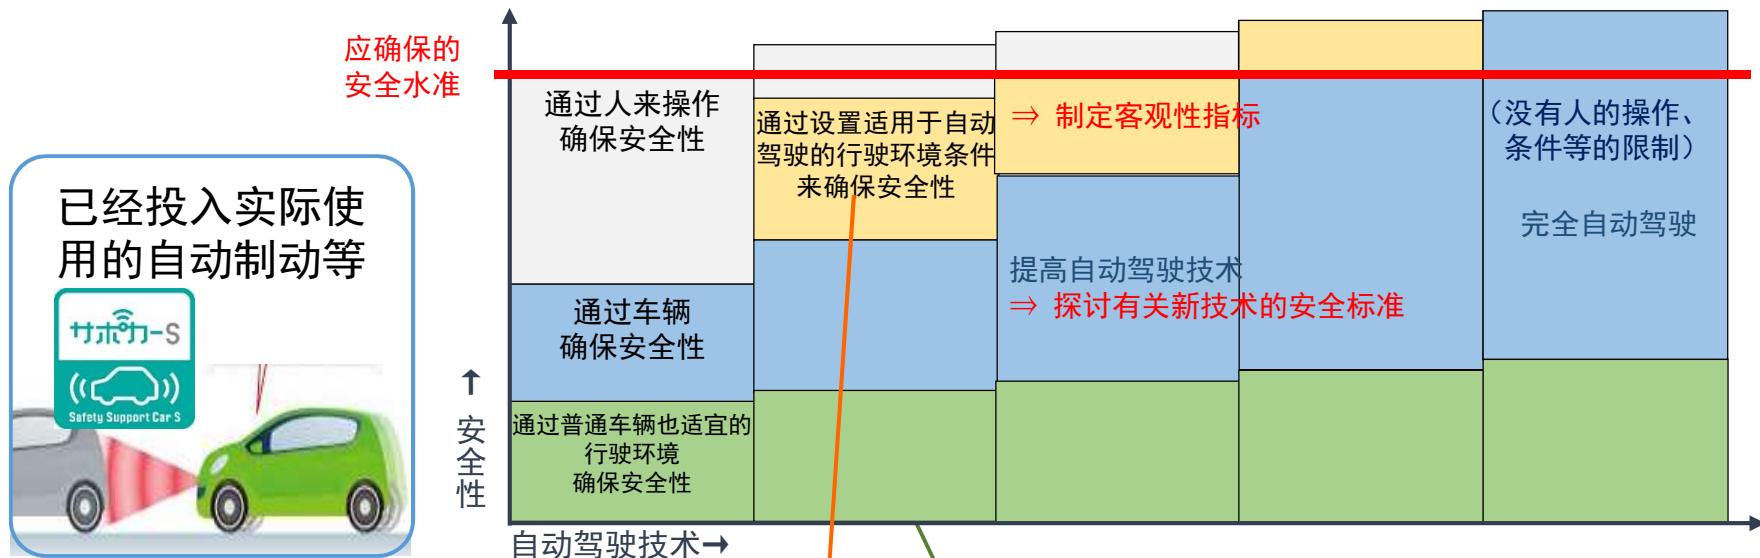 应确保的
安全水准
已经投入实际使
用的自动制动等
サポカーS
Safety Support Car S
↑
安全性
通过人来操作
确保安全性
通过车辆
确保安全性
通过普通车辆也适宜的
行驶环境
确保安全性
通过设置适用于自动
驾驶的行驶环境条件
来确保安全性
⇒ 制定客观性指标
提高自动驾驶技术
⇒ 探讨有关新技术的安全标准
（没有人的操作、
条件等的限制）
完全自动驾驶
自动驾驶技术→